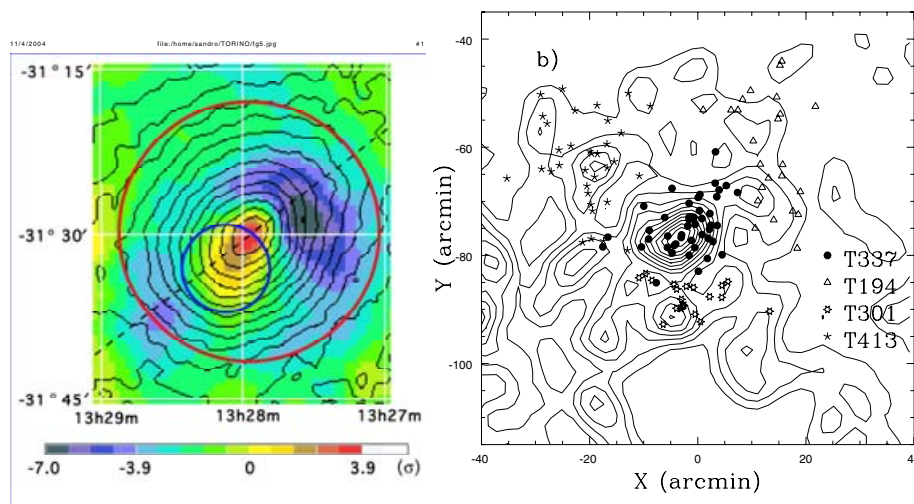 11/4/2004 file:/home/sandro/TORINO/fg5.jpg #1
-31° 15′
-31° 30′
-31° 45′
13h29m 13h28m 13h27m
-7.0 -3.9 0 3.9 (σ)
b)
-40
-60
-80
-100
Y (arcmin)
T337
T194
T301
T413
-40 -20 0 20 40
X (arcmin)